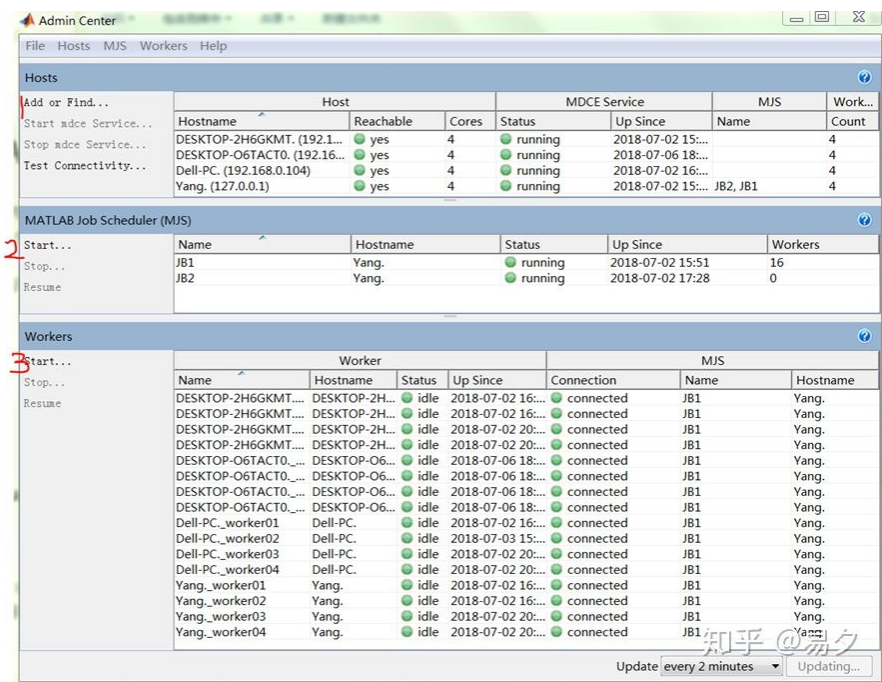 Admin Center
File Hosts MJS Workers Help
Hosts
1
Add or Find...
Start mdce Service...
Stop mdce Service...
Test Connectivity...
Host MDCE Service MJS Work...
Hostname Reachable Cores Status Up Since Name Count
DESKTOP-2H6GKMT. (192.1... yes 4 running 2018-07-02 15:... 4
DESKTOP-O6TACT0. (192.16... yes 4 running 2018-07-06 18:... 4
Dell-PC. (192.168.0.104) yes 4 running 2018-07-02 16:... 4
Yang. (127.0.0.1) yes 4 running 2018-07-02 15:... JB2, JB1 4
MATLAB Job Scheduler (MJS)
2
Start...
Stop...
Resume
Name Hostname Status Up Since Workers
JB1 Yang. running 2018-07-02 15:51 16
JB2 Yang. running 2018-07-02 17:28 0
Workers
3
Start...
Stop...
Resume
Worker MJS
Name Hostname Status Up Since Connection Name Hostname
DESKTOP-2H6GKMT.... DESKTOP-2H... idle 2018-07-02 16:... connected JB1 Yang.
DESKTOP-2H6GKMT.... DESKTOP-2H... idle 2018-07-02 16:... connected JB1 Yang.
DESKTOP-2H6GKMT.... DESKTOP-2H... idle 2018-07-02 20:... connected JB1 Yang.
DESKTOP-2H6GKMT.... DESKTOP-2H... idle 2018-07-02 20:... connected JB1 Yang.
DESKTOP-O6TACT0._... DESKTOP-O6... idle 2018-07-06 18:... connected JB1 Yang.
DESKTOP-O6TACT0._... DESKTOP-O6... idle 2018-07-06 18:... connected JB1 Yang.
DESKTOP-O6TACT0._... DESKTOP-O6... idle 2018-07-06 18:... connected JB1 Yang.
DESKTOP-O6TACT0._... DESKTOP-O6... idle 2018-07-06 18:... connected JB1 Yang.
Dell-PC._worker01 Dell-PC. idle 2018-07-02 16:... connected JB1 Yang.
Dell-PC._worker02 Dell-PC. idle 2018-07-03 15:... connected JB1 Yang.
Dell-PC._worker03 Dell-PC. idle 2018-07-02 20:... connected JB1 Yang.
Dell-PC._worker04 Dell-PC. idle 2018-07-02 20:... connected JB1 Yang.
Yang._worker01 Yang. idle 2018-07-02 16:... connected JB1 Yang.
Yang._worker02 Yang. idle 2018-07-02 16:... connected JB1 Yang.
Yang._worker03 Yang. idle 2018-07-02 20:... connected JB1 Yang.
Yang._worker04 Yang. idle 2018-07-02 20:... connected JB1 Yang.
知乎 @易夕
Update every 2 minutes Updating...